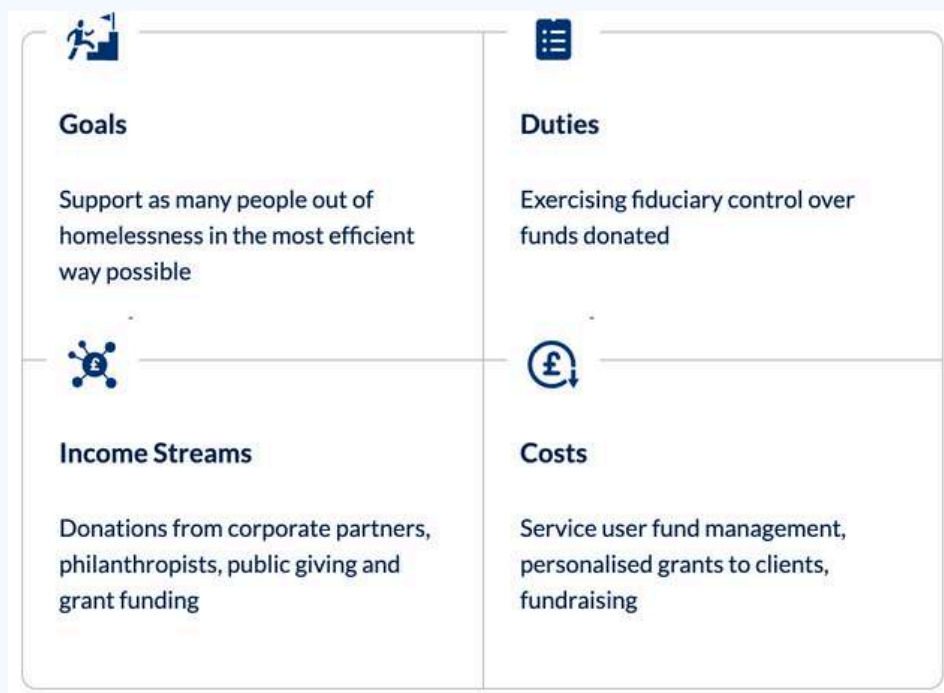 Goals
Support as many people out of
homelessness in the most efficient
way possible
Duties
Exercising fiduciary control over
funds donated
£
Income Streams
Donations from corporate partners,
philanthropists, public giving and
grant funding
£
Costs
Service user fund management,
personalised grants to clients,
fundraising